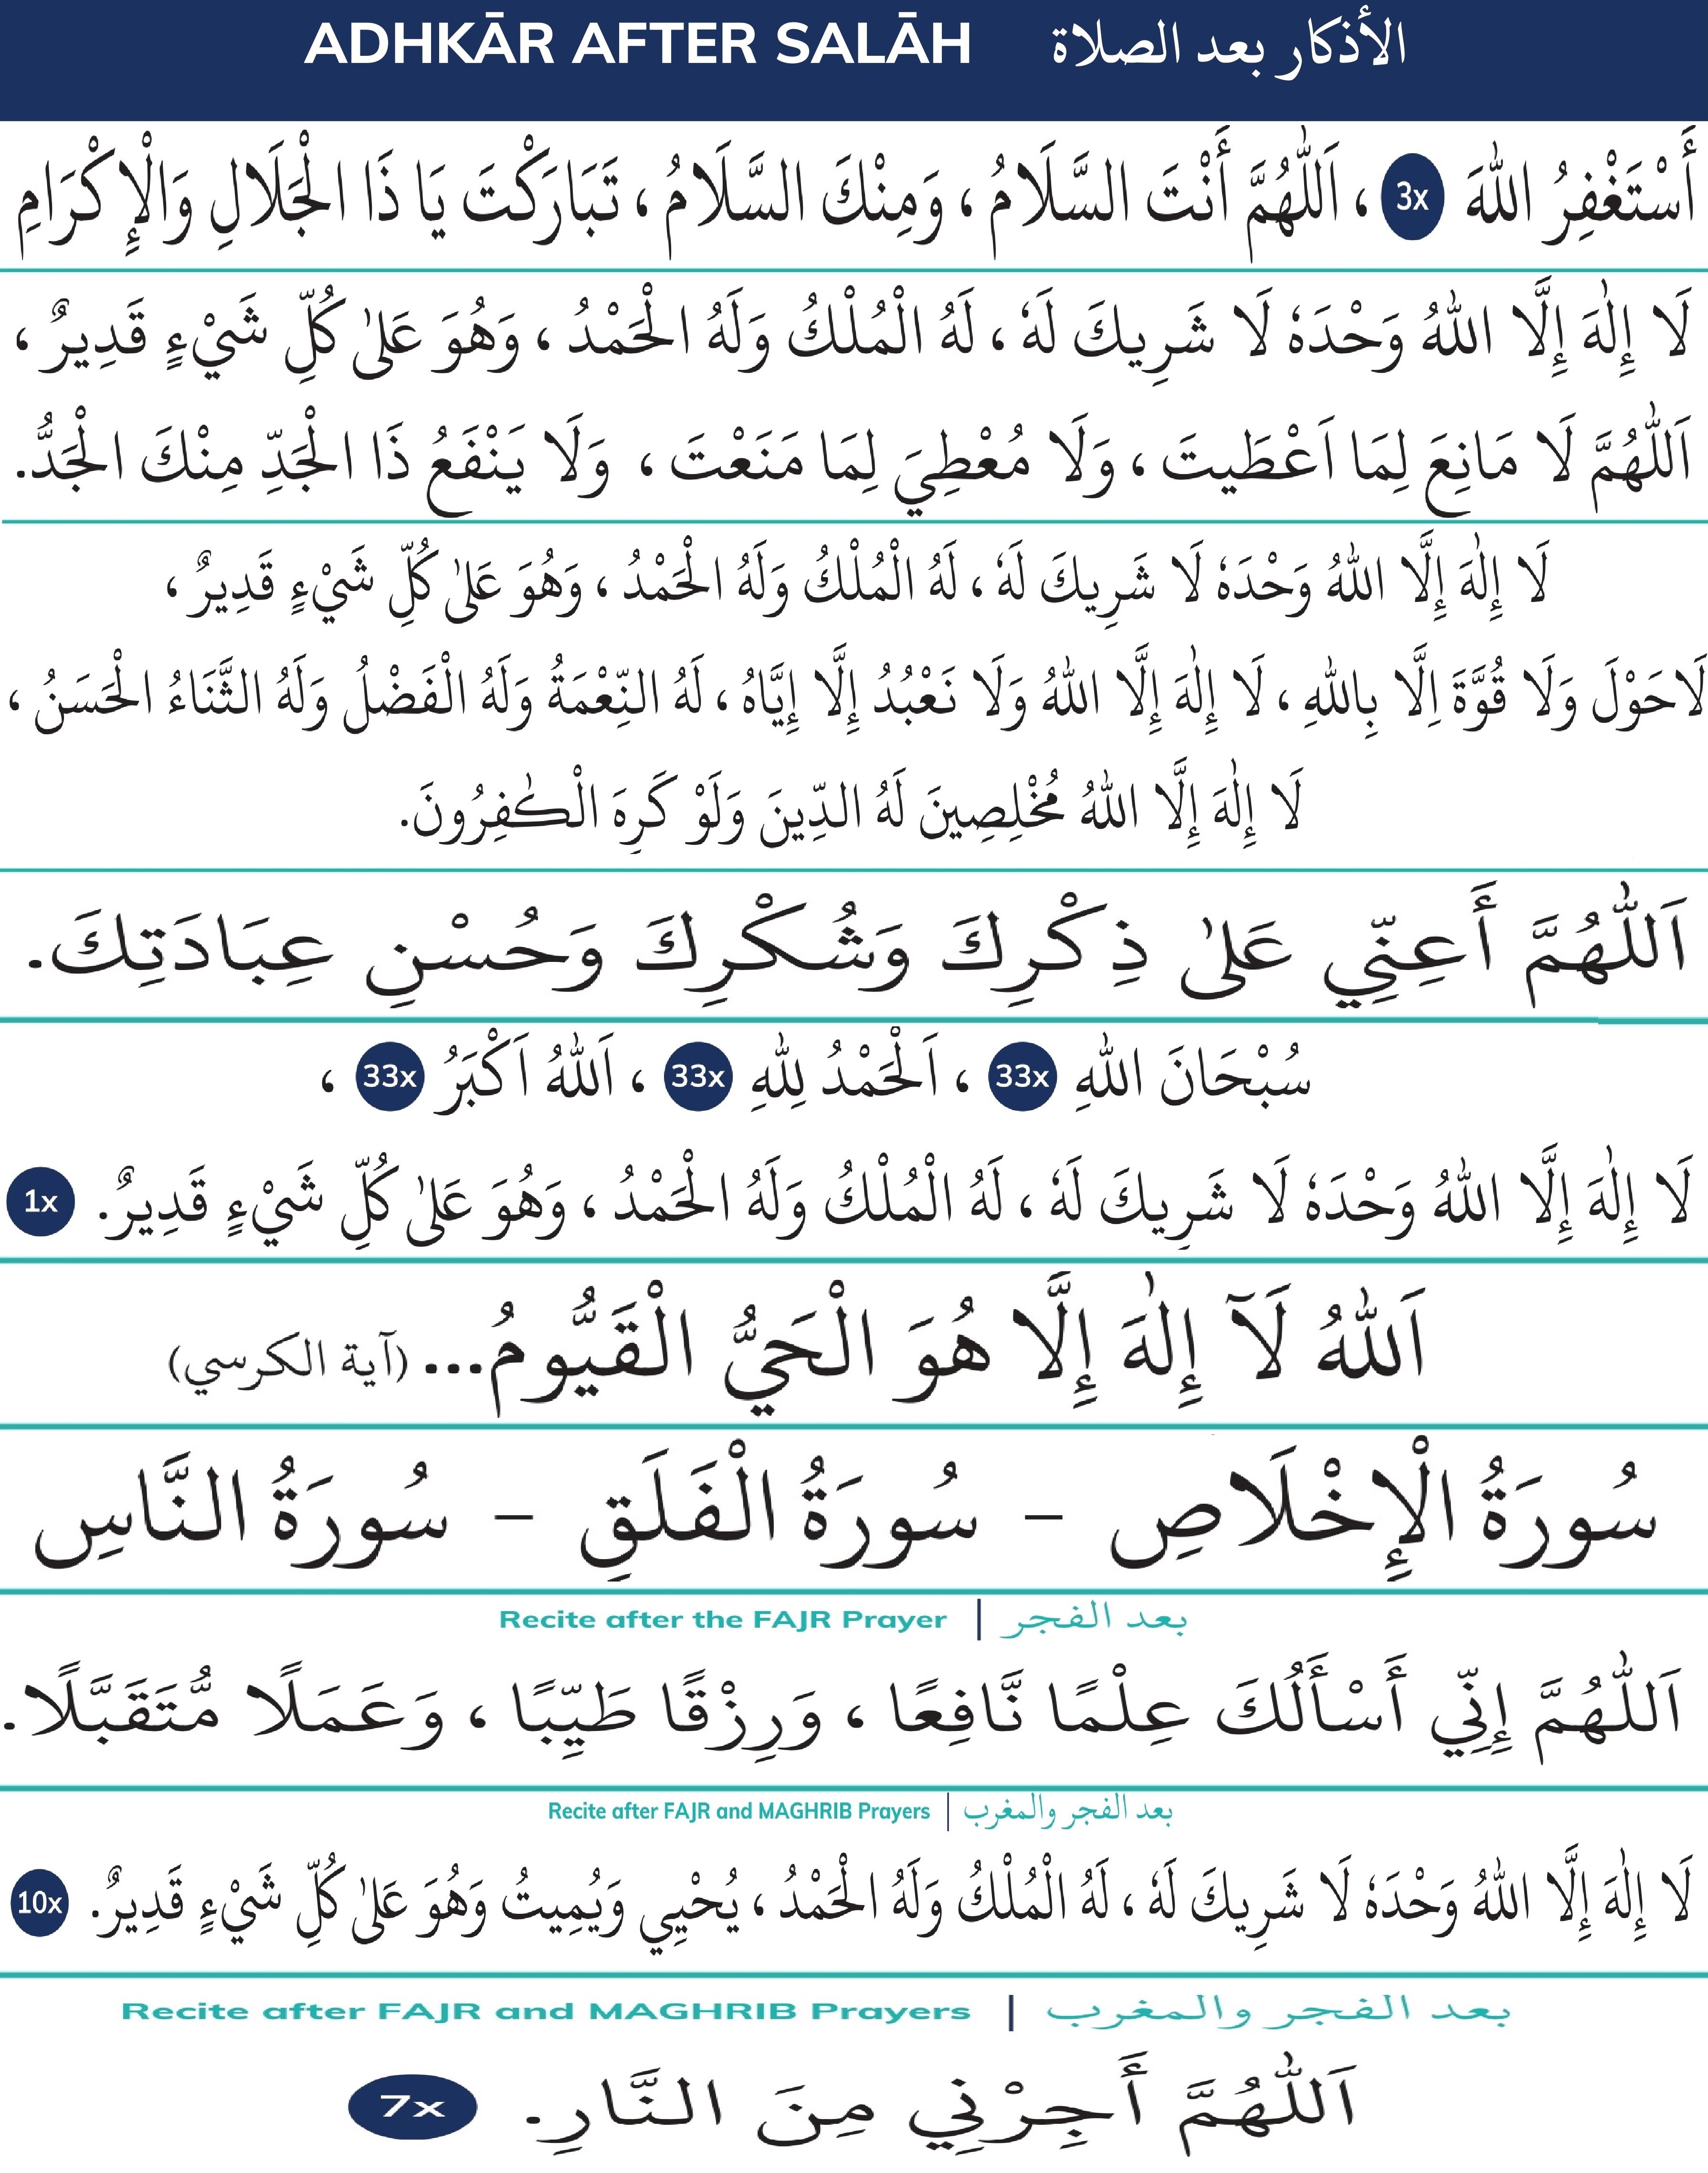 ADHKĀR AFTER SALĀH الأذكار بعد الصلاة
أَسْتَغْفِرُ اللّٰهَ 3x ، اَللّٰهُمَّ أَنْتَ السَّلَامُ ، وَمِنْكَ السَّلَامُ ، تَبَارَكْتَ يَا ذَا الْجَلَالِ وَالْإِكْرَامِ
لَا إِلٰهَ إِلَّا اللّٰهُ وَحْدَهٗ لَا شَرِيكَ لَهٗ ، لَهُ الْمُلْكُ وَلَهُ الْحَمْدُ ، وَهُوَ عَلىٰ كُلِّ شَيْءٍ قَدِيرٌ ،
اَللّٰهُمَّ لَا مَانِعَ لِمَا اَعْطَيتَ ، وَلَا مُعْطِيَ لِمَا مَنَعْتَ ، وَلَا يَنْفَعُ ذَا الْجَدِّ مِنْكَ الْجَدُّ.
لَا إِلٰهَ إِلَّا اللّٰهُ وَحْدَهٗ لَا شَرِيكَ لَهٗ ، لَهُ الْمُلْكُ وَلَهُ الْحَمْدُ ، وَهُوَ عَلىٰ كُلِّ شَيْءٍ قَدِيرٌ ،
لَاحَوْلَ وَلَا قُوَّةَ اِلَّا بِاللّٰهِ ، لَا إِلٰهَ إِلَّا اللّٰهُ وَلَا نَعْبُدُ إِلَّا إِيَّاهُ ، لَهُ النِّعْمَةُ وَلَهُ الْفَضْلُ وَلَهُ الثَّنَاءُ الْحَسَنُ ،
لَا إِلٰهَ إِلَّا اللّٰهُ مُخْلِصِينَ لَهُ الدِّينَ وَلَوْ كَرِهَ الْكٰفِرُونَ.
اَللّٰهُمَّ أَعِنِّي عَلىٰ ذِكْرِكَ وَشُكْرِكَ وَحُسْنِ عِبَادَتِكَ.
سُبْحَانَ اللّٰهِ 33x ، اَلْحَمْدُ لِلّٰهِ 33x ، اَللّٰهُ اَكْبَرُ 33x ،
لَا إِلٰهَ إِلَّا اللّٰهُ وَحْدَهٗ لَا شَرِيكَ لَهٗ ، لَهُ الْمُلْكُ وَلَهُ الْحَمْدُ ، وَهُوَ عَلىٰ كُلِّ شَيْءٍ قَدِيرٌ. 1x
اَللّٰهُ لَآ إِلٰهَ إِلَّا هُوَ الْحَيُّ الْقَيُّومُ... (آية الكرسي)
سُورَةُ الْإِخْلَاصِ – سُورَةُ الْفَلَقِ – سُورَةُ النَّاسِ
Recite after the FAJR Prayer | بعد الفجر
اَللّٰهُمَّ إِنِّي أَسْأَلُكَ عِلْمًا نَّافِعًا ، وَرِزْقًا طَيِّبًا ، وَعَمَلًا مُّتَقَبَّلًا.
Recite after FAJR and MAGHRIB Prayers | بعد الفجر والمغرب
لَا إِلٰهَ إِلَّا اللّٰهُ وَحْدَهٗ لَا شَرِيكَ لَهٗ ، لَهُ الْمُلْكُ وَلَهُ الْحَمْدُ ، يُحْيِي وَيُمِيتُ وَهُوَ عَلىٰ كُلِّ شَيْءٍ قَدِيرٌ. 10x
Recite after FAJR and MAGHRIB Prayers | بعد الفجر والمغرب
اَللّٰهُمَّ أَجِرْنِي مِنَ النَّارِ. 7x